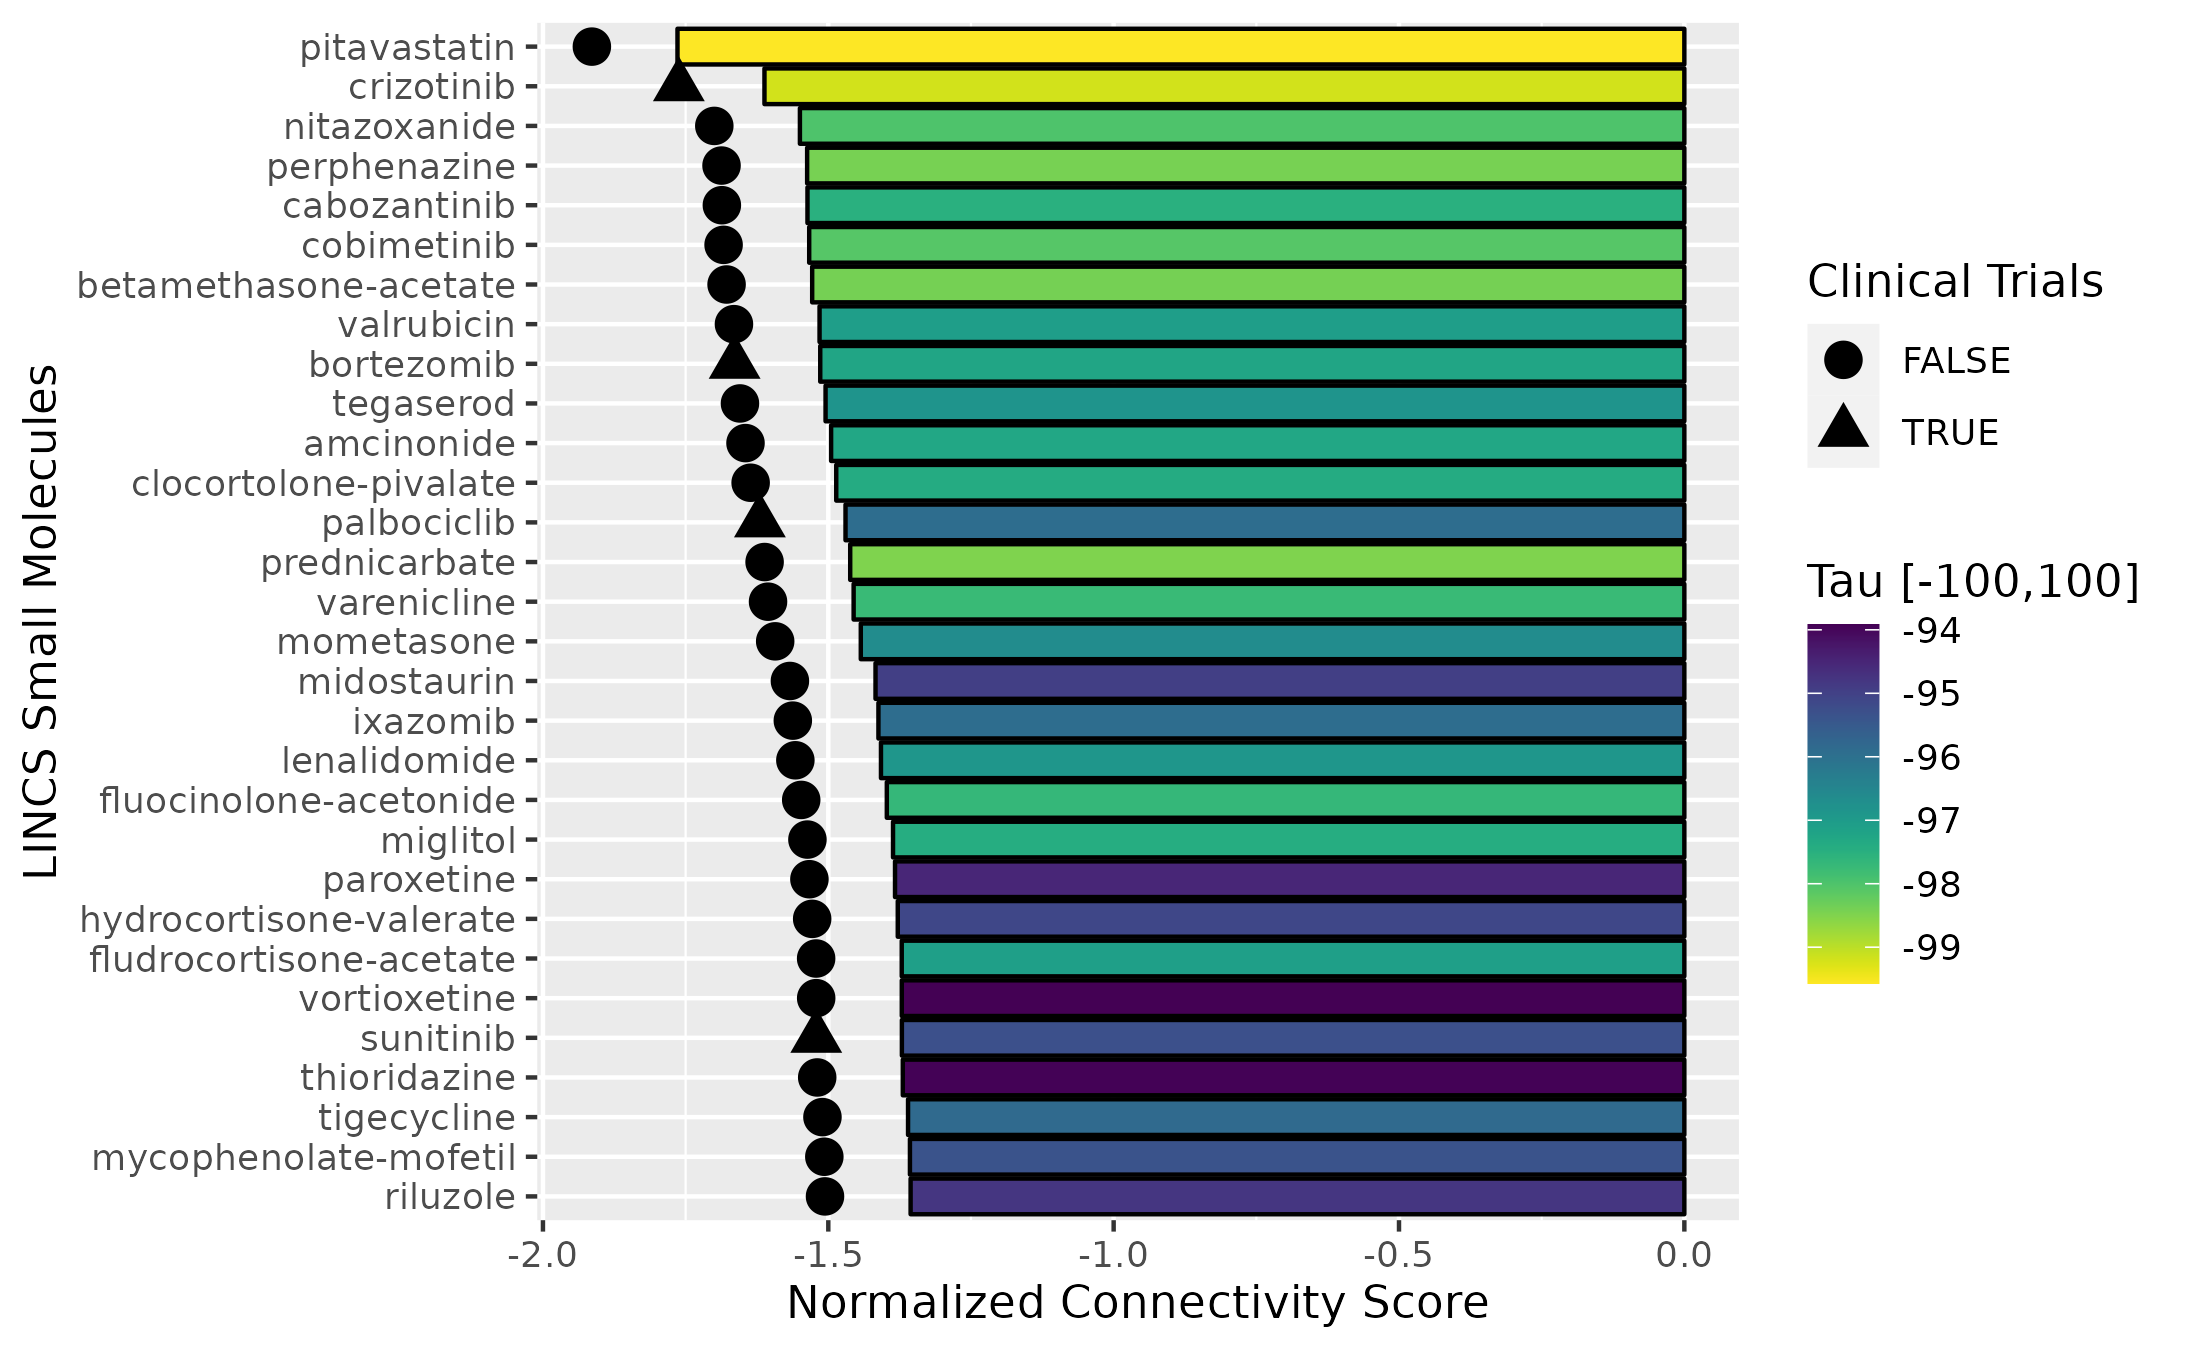 pitavastatin
crizotinib
nitazoxanide
perphenazine
cabozantinib
cobimetinib
betamethasone-acetate
valrubicin
bortezomib
tegaserod
amcinonide
clocortolone-pivalate
palbociclib
prednicarbate
varenicline
mometasone
midostaurin
ixazomib
lenalidomide
fluocinolone-acetonide
miglitol
paroxetine
hydrocortisone-valerate
fludrocortisone-acetate
vortioxetine
sunitinib
thioridazine
tigecycline
mycophenolate-mofetil
riluzole
LINCS Small Molecules
-2.0 -1.5 -1.0 -0.5 0.0
Normalized Connectivity Score
Clinical Trials
FALSE
TRUE
Tau [-100,100]
-94
-95
-96
-97
-98
-99